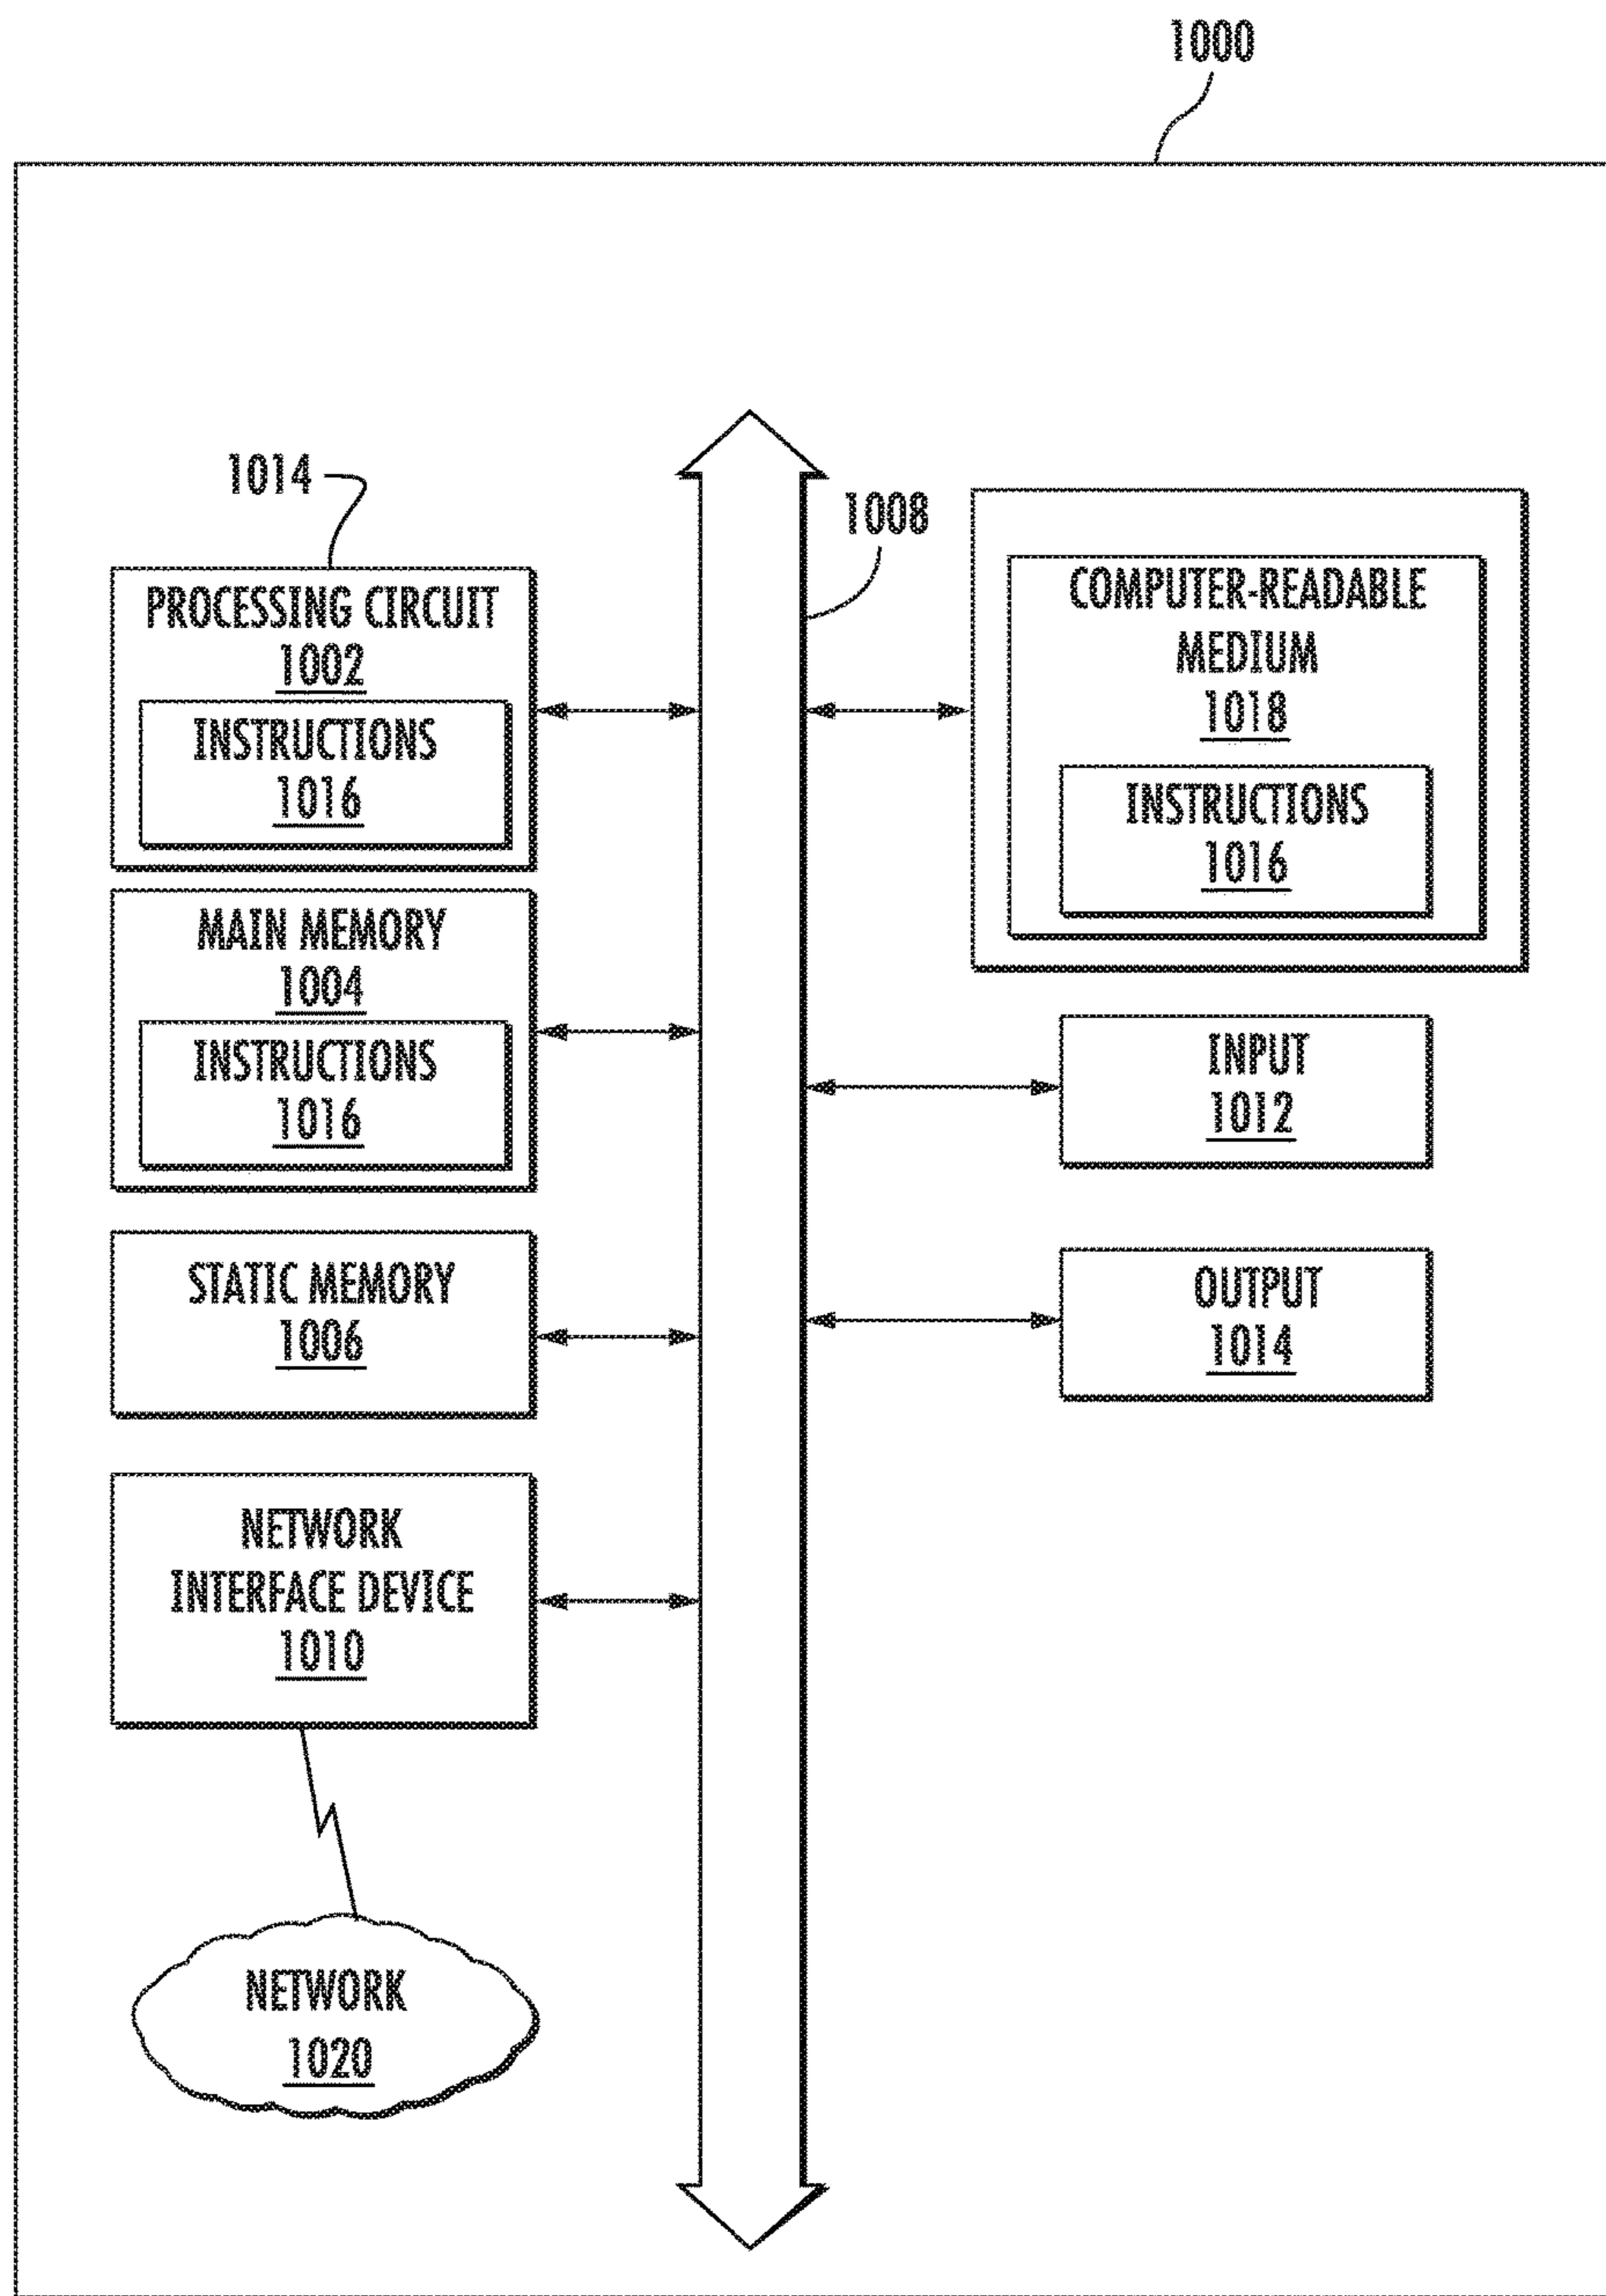 1000
1014
PROCESSING CIRCUIT
1002
INSTRUCTIONS
1016
MAIN MEMORY
1004
INSTRUCTIONS
1016
STATIC MEMORY
1006
NETWORK
INTERFACE DEVICE
1010
NETWORK
1020
1008
COMPUTER-READABLE
MEDIUM
1018
INSTRUCTIONS
1016
INPUT
1012
OUTPUT
1014